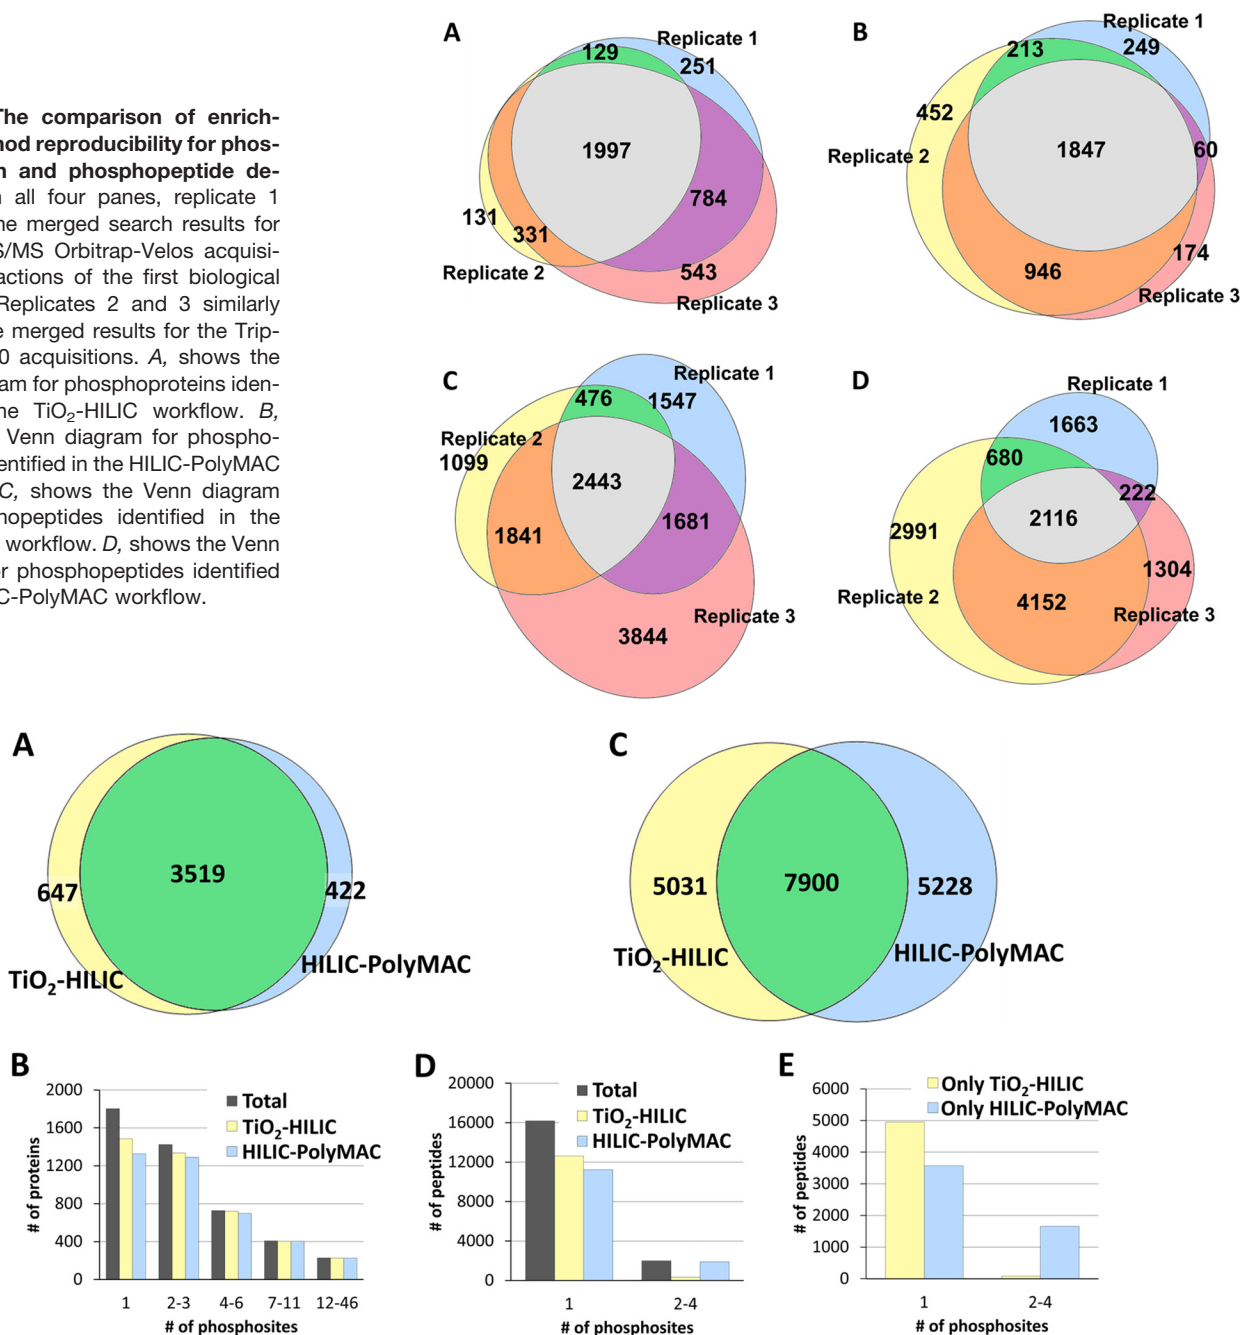 The comparison of enrich-
nod reproducibility for phos-
and phosphopeptide de-
all four panes, replicate 1
ne merged search results for
S/MS Orbitrap-Velos acquisi-
actions of the first biological
Replicates 2 and 3 similarly
e merged results for the Trip-
0 acquisitions. A, shows the
am for phosphoproteins iden-
ne TiO2-HILIC workflow. B,
Venn diagram for phospho-
entified in the HILIC-PolyMAC
C, shows the Venn diagram
nopeptides identified in the
workflow. D, shows the Venn
or phosphopeptides identified
C-PolyMAC workflow.
A
Replicate 1
129
251
1997
784
131
331
543
Replicate 2
Replicate 3
B
Replicate 1
213
249
452
Replicate 2
1847
60
946
174
Replicate 3
C
Replicate 1
476
1547
Replicate 2
1099
2443
1841
1681
3844
Replicate 3
D
Replicate 1
1663
680
222
2116
2991
1304
Replicate 2
4152
Replicate 3
A
3519
647
422
TiO2-HILIC
HILIC-PolyMAC
C
5031
7900
5228
TiO2-HILIC
HILIC-PolyMAC
B
# of proteins
2000
1600
1200
800
400
0
Total
TiO2-HILIC
HILIC-PolyMAC
1 2-3 4-6 7-11 12-46
# of phosphosites
D
# of peptides
20000
16000
12000
8000
4000
0
Total
TiO2-HILIC
HILIC-PolyMAC
1 2-4
# of phosphosites
E
# of peptides
6000
5000
4000
3000
2000
1000
0
Only TiO2-HILIC
Only HILIC-PolyMAC
1 2-4
# of phosphosites